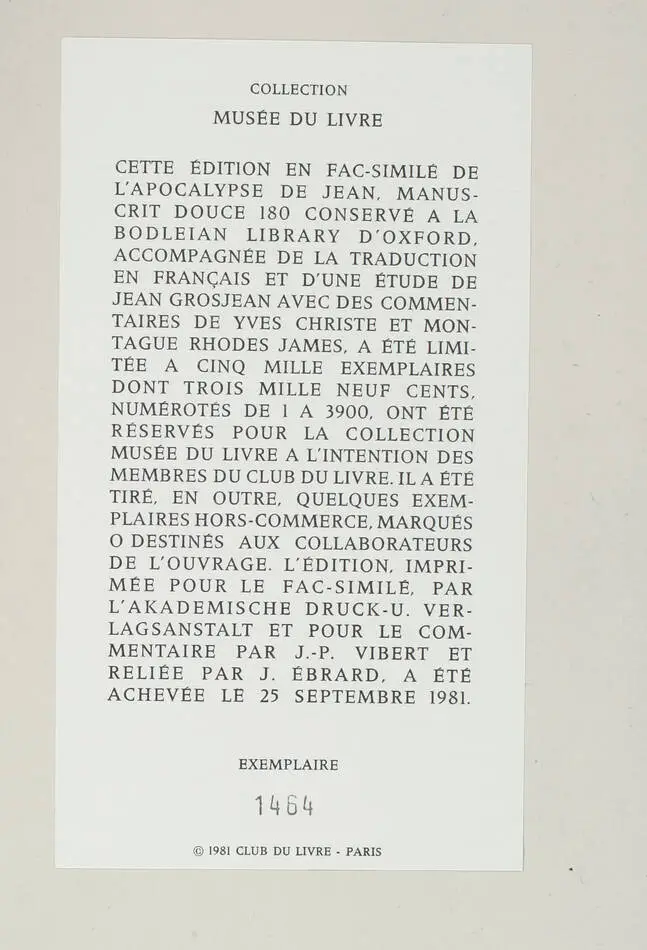 COLLECTION
MUSÉE DU LIVRE
CETTE ÉDITION EN FAC-SIMILÉ DE
L'APOCALYPSE DE JEAN, MANUS-
CRIT DOUCE 180 CONSERVÉ A LA
BODLEIAN LIBRARY D'OXFORD,
ACCOMPAGNÉE DE LA TRADUCTION
EN FRANÇAIS ET D'UNE ÉTUDE DE
JEAN GROSJEAN AVEC DES COMMEN-
TAIRES DE YVES CHRISTE ET MON-
TAGUE RHODES JAMES, A ÉTÉ LIMI-
TÉE A CINQ MILLE EXEMPLAIRES
DONT TROIS MILLE NEUF CENTS,
NUMÉROTÉS DE 1 A 3900, ONT ÉTÉ
RÉSERVÉS POUR LA COLLECTION
MUSÉE DU LIVRE A L'INTENTION DES
MEMBRES DU CLUB DU LIVRE. IL A ÉTÉ
TIRÉ, EN OUTRE, QUELQUES EXEM-
PLAIRES HORS-COMMERCE, MARQUÉS
O DESTINÉS AUX COLLABORATEURS
DE L'OUVRAGE. L'ÉDITION, IMPRI-
MÉE POUR LE FAC-SIMILÉ, PAR
L'AKADEMISCHE DRUCK-U. VER-
LAGSANSTALT ET POUR LE COM-
MENTAIRE PAR J.-P. VIBERT ET
RELIÉE PAR J. ÉBRARD, A ÉTÉ
ACHEVÉE LE 25 SEPTEMBRE 1981.
EXEMPLAIRE
1464
© 1981 CLUB DU LIVRE - PARIS